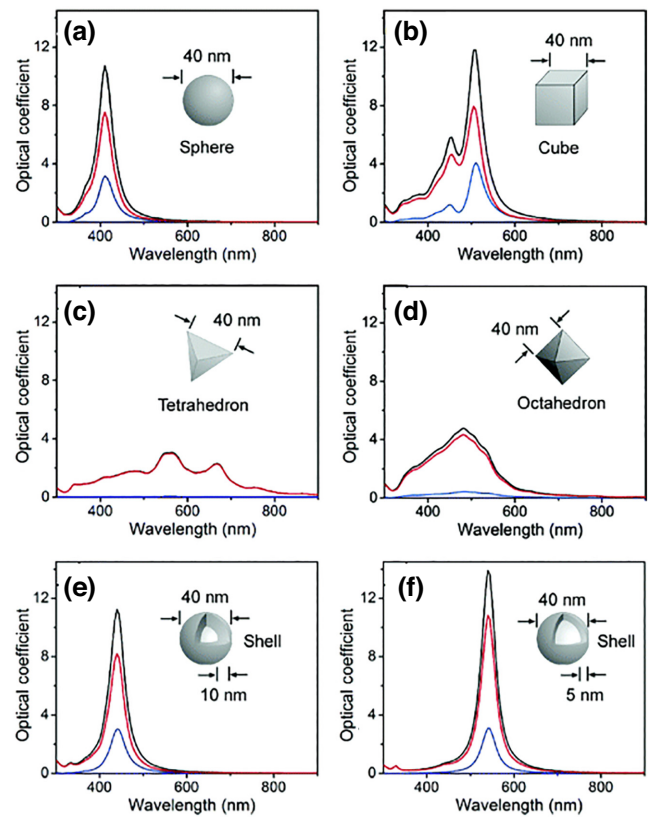 (a)
Optical coefficient
12
8
4
0
40 nm
Sphere
400 600 800
Wavelength (nm)
(b)
Optical coefficient
12
8
4
0
40 nm
Cube
400 600 800
Wavelength (nm)
(c)
Optical coefficient
12
8
4
0
40 nm
Tetrahedron
400 600 800
Wavelength (nm)
(d)
Optical coefficient
12
8
4
0
40 nm
Octahedron
400 600 800
Wavelength (nm)
(e)
Optical coefficient
12
8
4
0
40 nm
Shell
10 nm
400 600 800
Wavelength (nm)
(f)
Optical coefficient
12
8
4
0
40 nm
Shell
5 nm
400 600 800
Wavelength (nm)